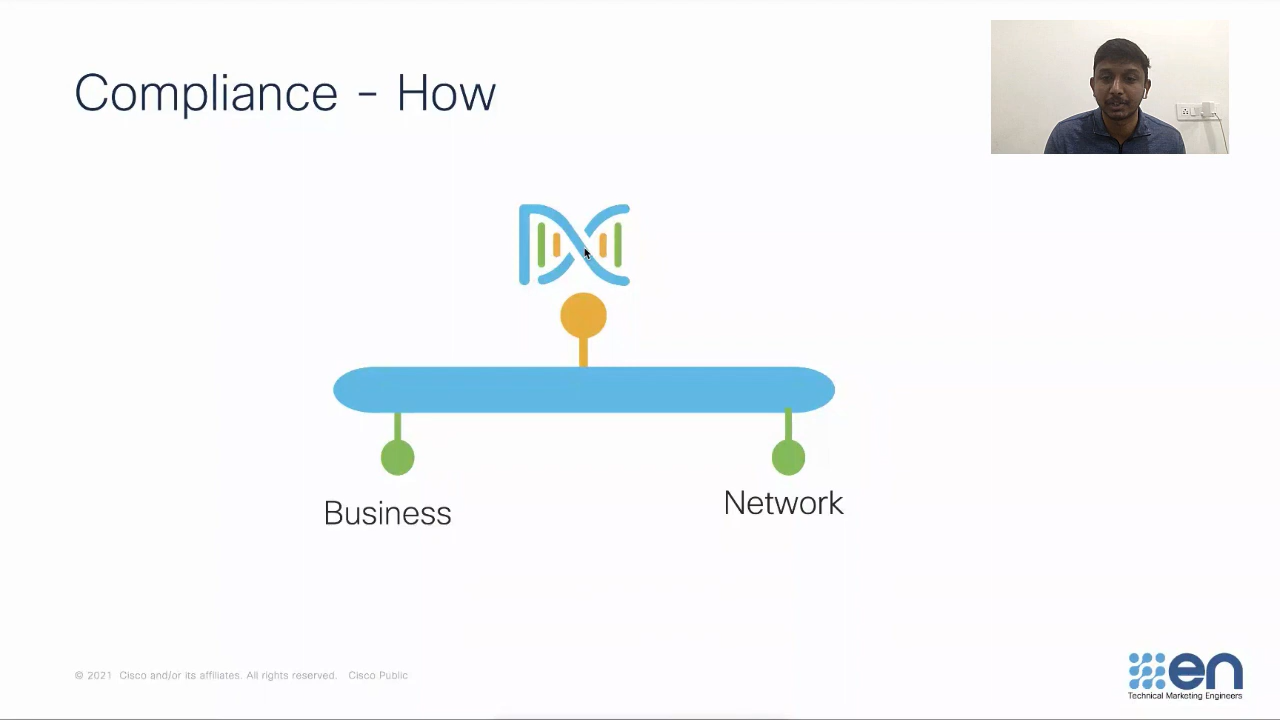 Compliance - How
Business
Network
© 2021 Cisco and/or its affiliates. All rights reserved. Cisco Public
en
Technical Marketing Engineers